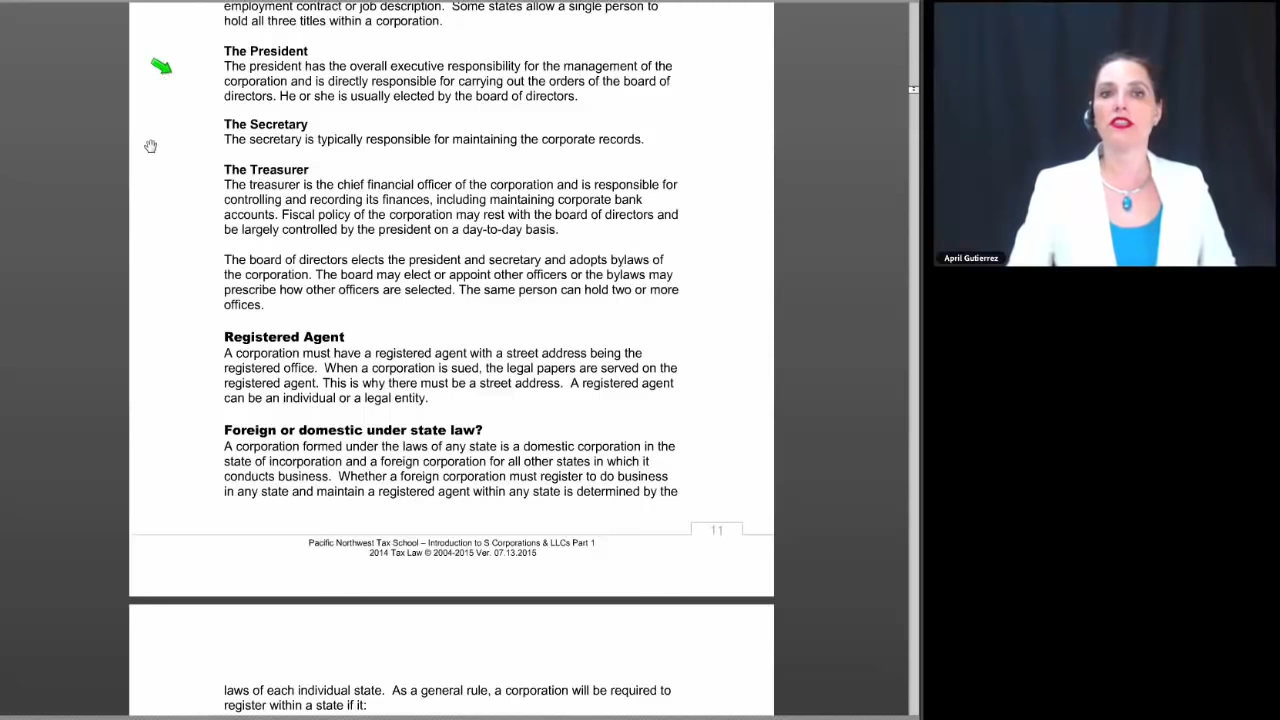 employment contract or job description.  Some states allow a single person to
hold all three titles within a corporation.
The President
The president has the overall executive responsibility for the management of the
corporation and is directly responsible for carrying out the orders of the board of
directors. He or she is usually elected by the board of directors.
The Secretary
The secretary is typically responsible for maintaining the corporate records.
The Treasurer
The treasurer is the chief financial officer of the corporation and is responsible for
controlling and recording its finances, including maintaining corporate bank
accounts. Fiscal policy of the corporation may rest with the board of directors and
be largely controlled by the president on a day-to-day basis.
The board of directors elects the president and secretary and adopts bylaws of
the corporation. The board may elect or appoint other officers or the bylaws may
prescribe how other officers are selected. The same person can hold two or more
offices.
Registered Agent
A corporation must have a registered agent with a street address being the
registered office.  When a corporation is sued, the legal papers are served on the
registered agent. This is why there must be a street address.  A registered agent
can be an individual or a legal entity.
Foreign or domestic under state law?
A corporation formed under the laws of any state is a domestic corporation in the
state of incorporation and a foreign corporation for all other states in which it
conducts business.  Whether a foreign corporation must register to do business
in any state and maintain a registered agent within any state is determined by the
11
Pacific Northwest Tax School – Introduction to S Corporations & LLCs Part 1
2014 Tax Law © 2004-2015 Ver. 07.13.2015
laws of each individual state.  As a general rule, a corporation will be required to
register within a state if it:
April Gutierrez